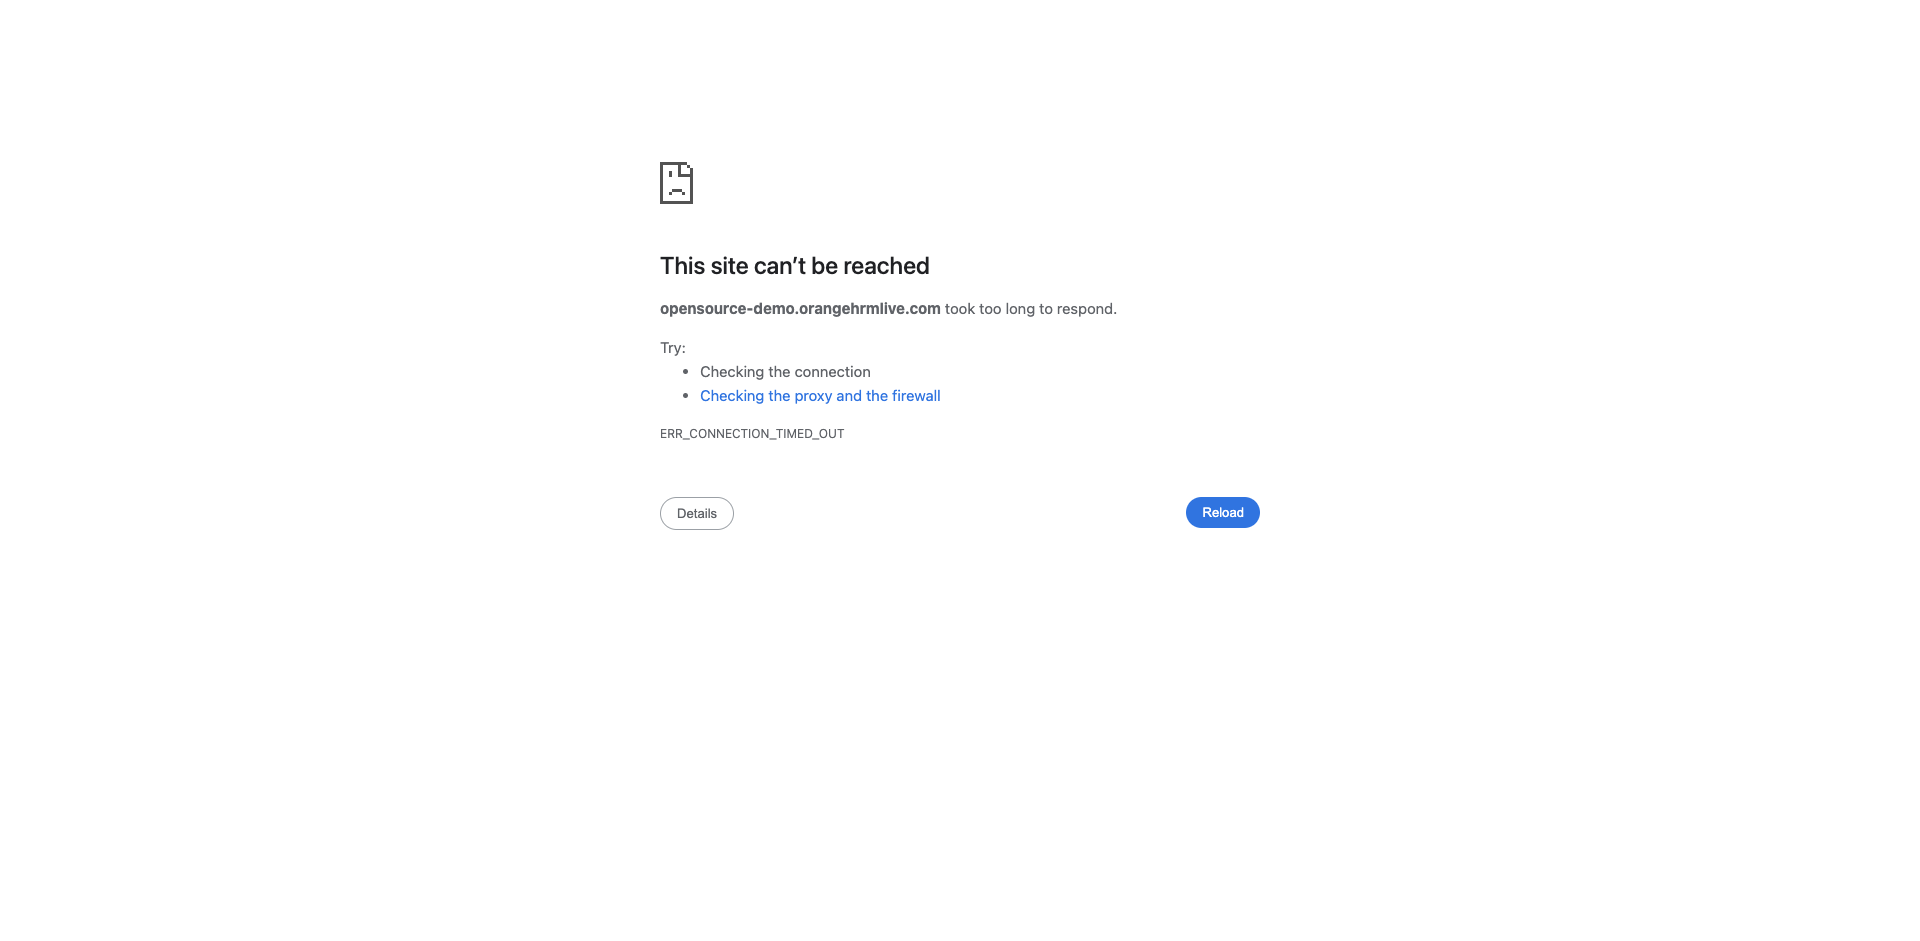 This site can’t be reached
opensource-demo.orangehrmlive.com took too long to respond.
Try:
Checking the connection
Checking the proxy and the firewall
ERR_CONNECTION_TIMED_OUT
Details
Reload